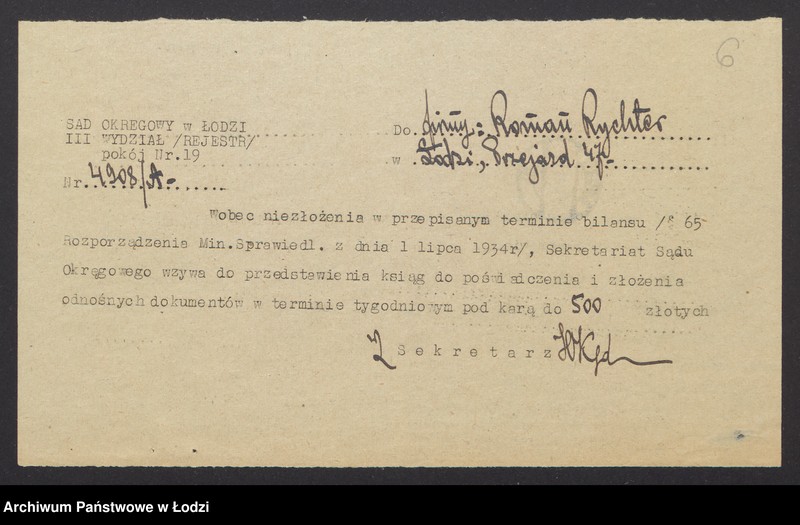 6
SAD OKREGOWY w ŁODZI
III WYDZIAŁ /REJESTR/
pokój Nr.19
Nr. 4908/A-
Do firmy: Roman Rychter
w Łodzi, Przejazd 47-
Wobec niezłożenia w przepisanym terminie bilansu /§ 65
Rozporządzenia Min.Sprawiedl. z dnia 1 lipca 1934r/, Sekretariat Sądu
Okręgowego wzywa do przedstawienia ksiąg do poświadczenia i złożenia
odnośnych dokumentów w terminie tygodniowym pod karą do 500 złotych
Sekretarz
Archiwum Państwowe w Łodzi